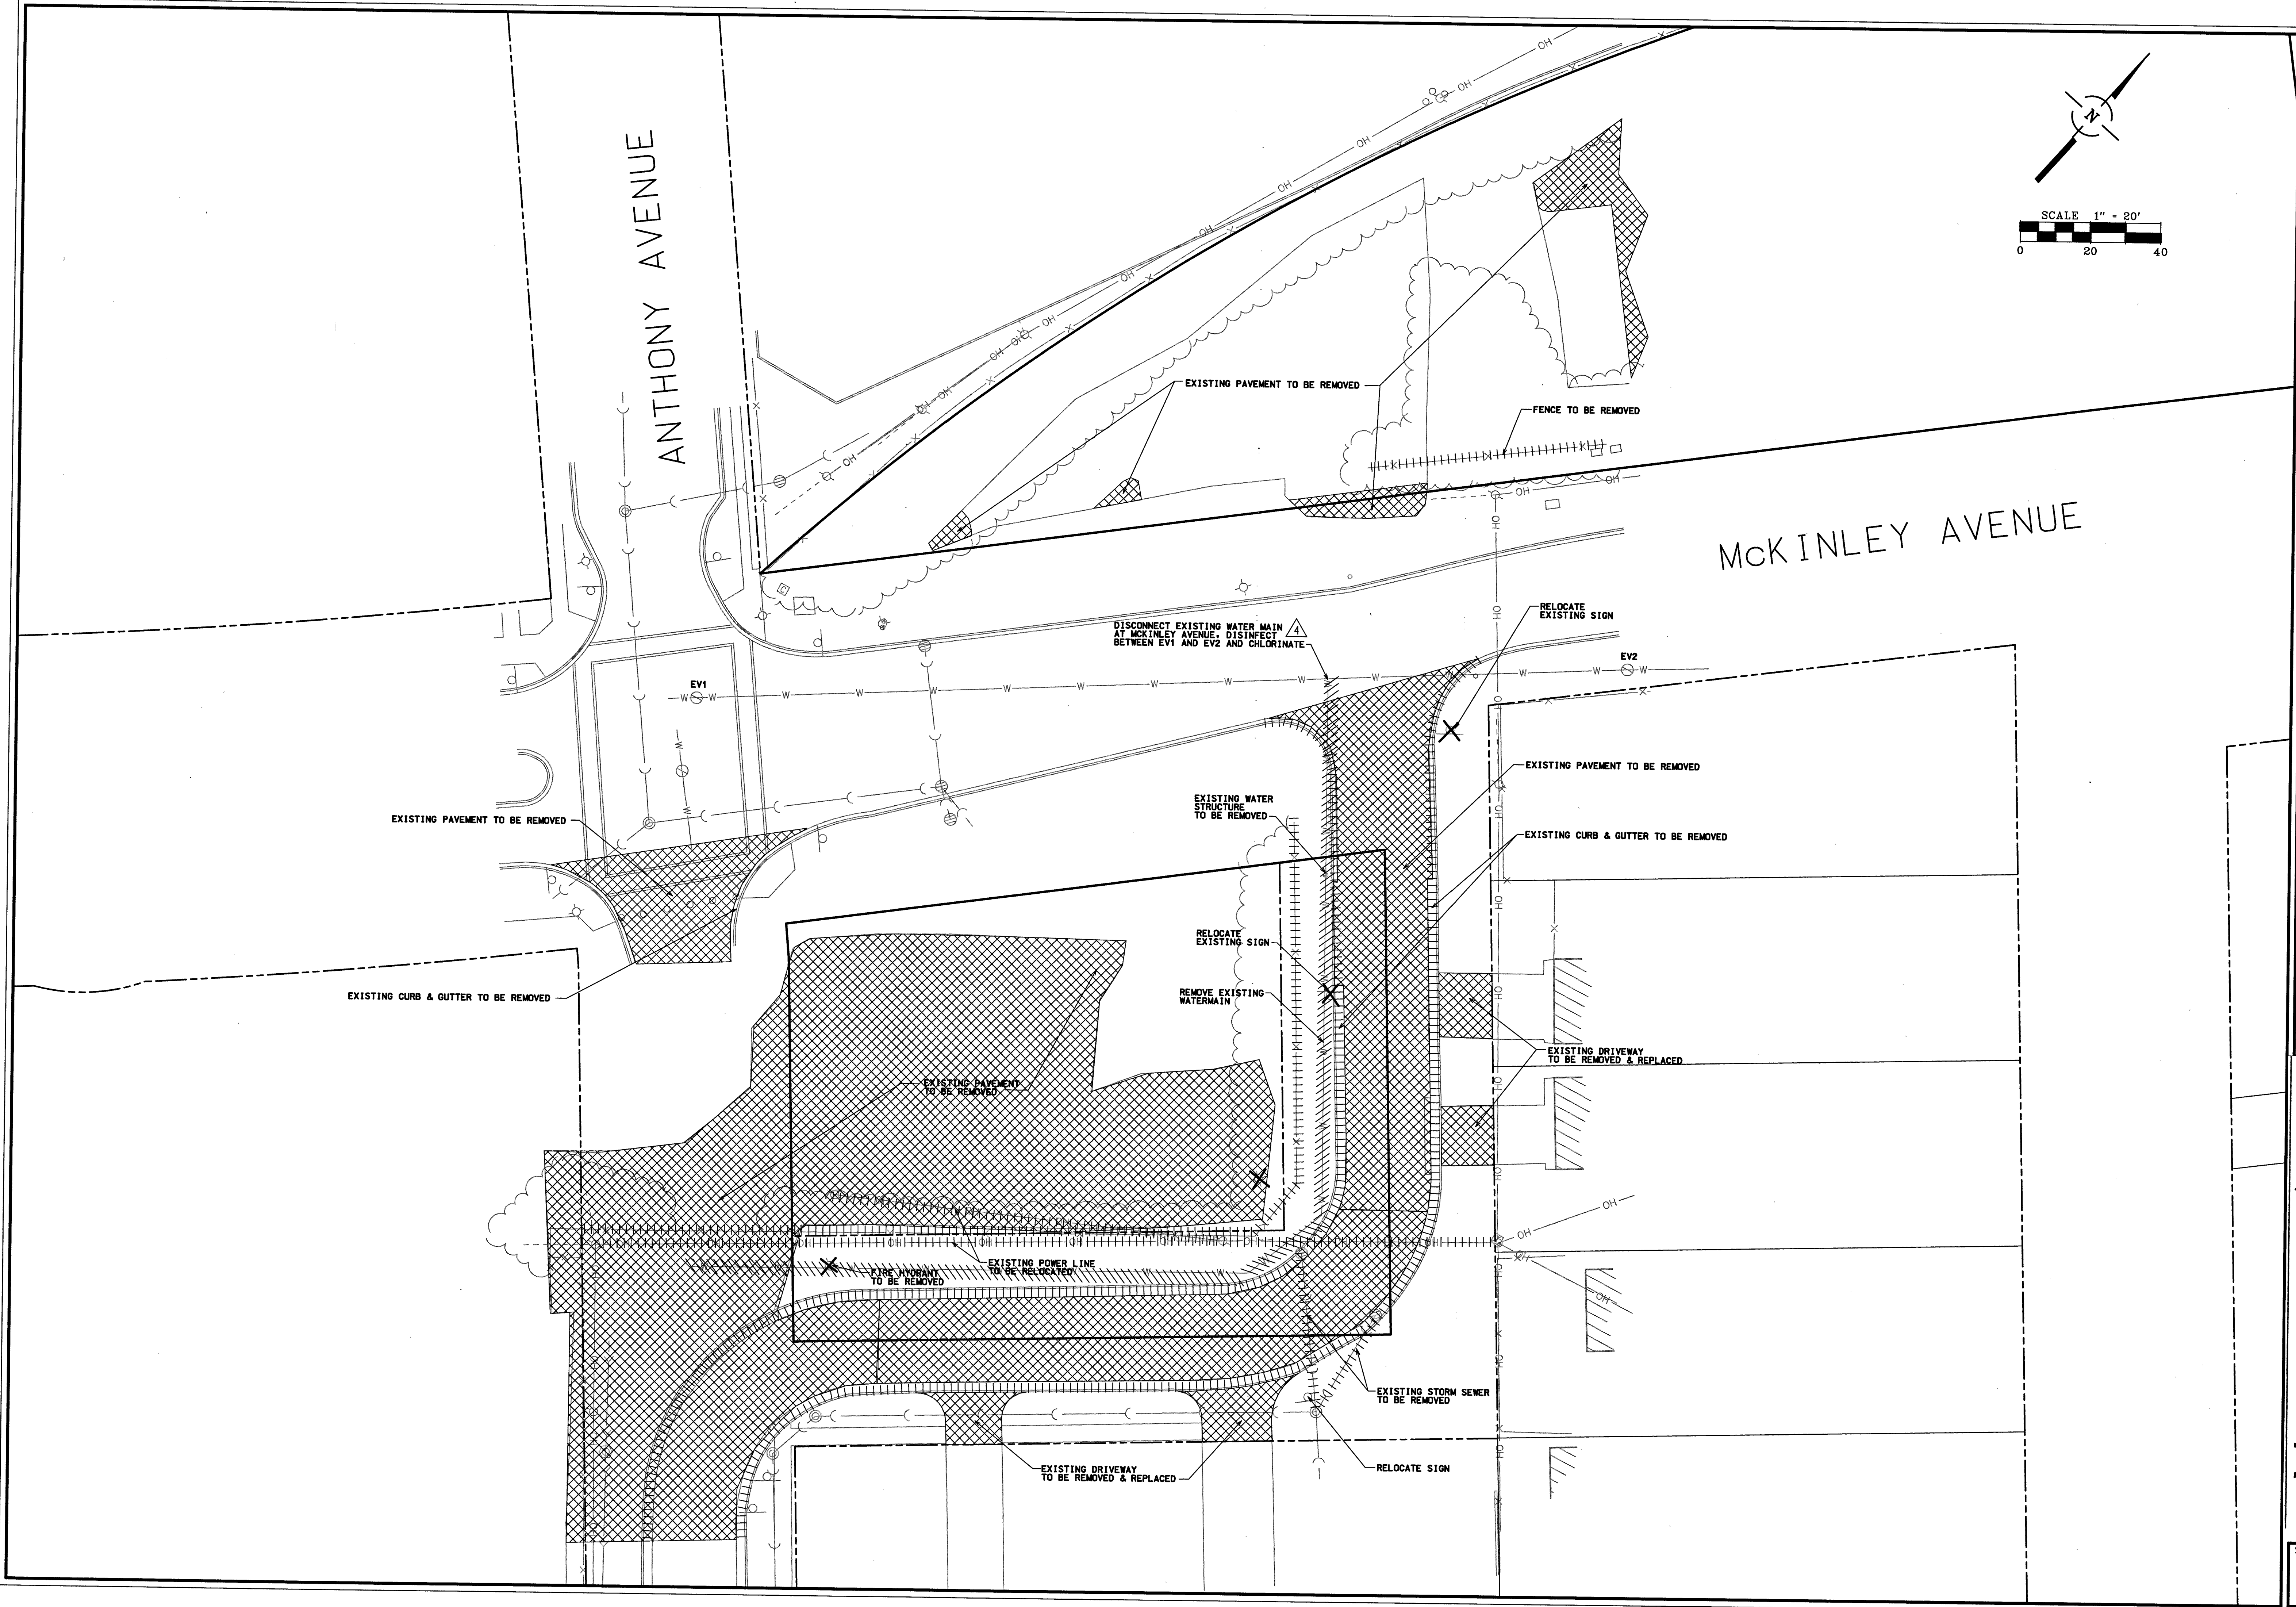 ANTHONY AVENUE
N
SCALE 1" = 20'
0 20 40
EXISTING PAVEMENT TO BE REMOVED
FENCE TO BE REMOVED
McKINLEY AVENUE
RELOCATE
EXISTING SIGN
DISCONNECT EXISTING WATER MAIN
AT MCKINLEY AVENUE. DISINFECT
BETWEEN EV1 AND EV2 AND CHLORINATE
4
EV1
EV2
EXISTING PAVEMENT TO BE REMOVED
EXISTING WATER
STRUCTURE
TO BE REMOVED
EXISTING PAVEMENT TO BE REMOVED
EXISTING CURB & GUTTER TO BE REMOVED
RELOCATE
EXISTING SIGN
REMOVE EXISTING
WATERMAIN
EXISTING CURB & GUTTER TO BE REMOVED
EXISTING DRIVEWAY
TO BE REMOVED & REPLACED
EXISTING PAVEMENT
TO BE REMOVED
EXISTING POWER LINE
TO BE RELOCATED
FIRE HYDRANT
TO BE REMOVED
EXISTING STORM SEWER
TO BE REMOVED
EXISTING DRIVEWAY
TO BE REMOVED & REPLACED
RELOCATE SIGN